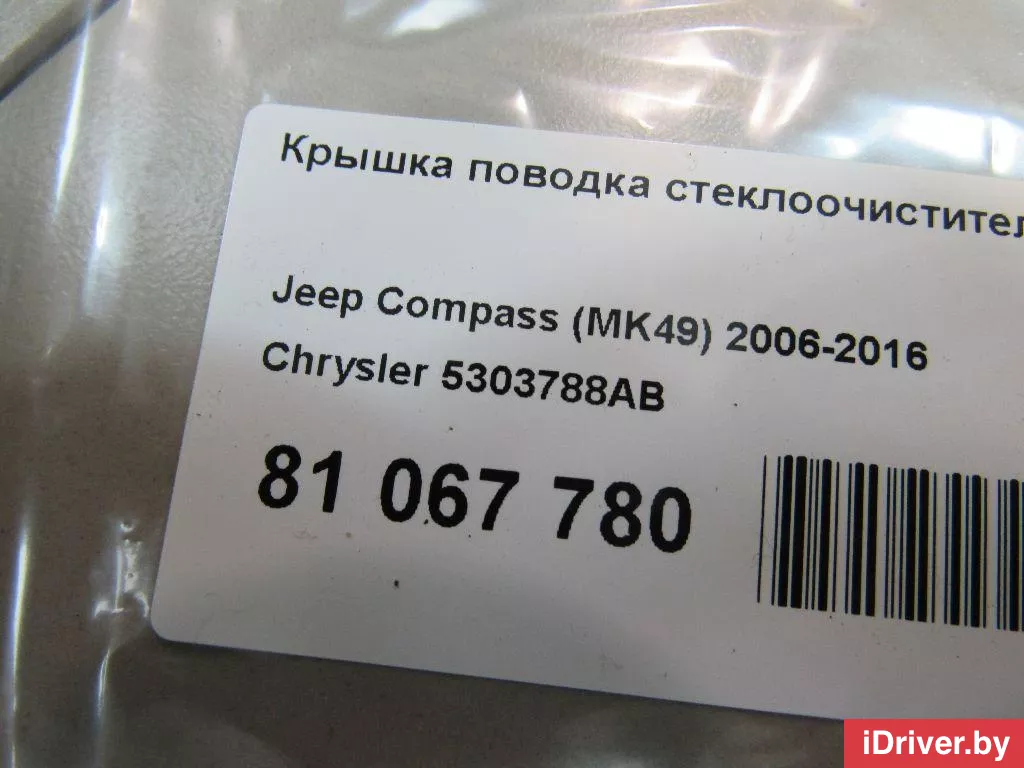 Крышка поводка стеклоочистител
Jeep Compass (MK49) 2006-2016
Chrysler 5303788AB
81 067 780
iDriver.by